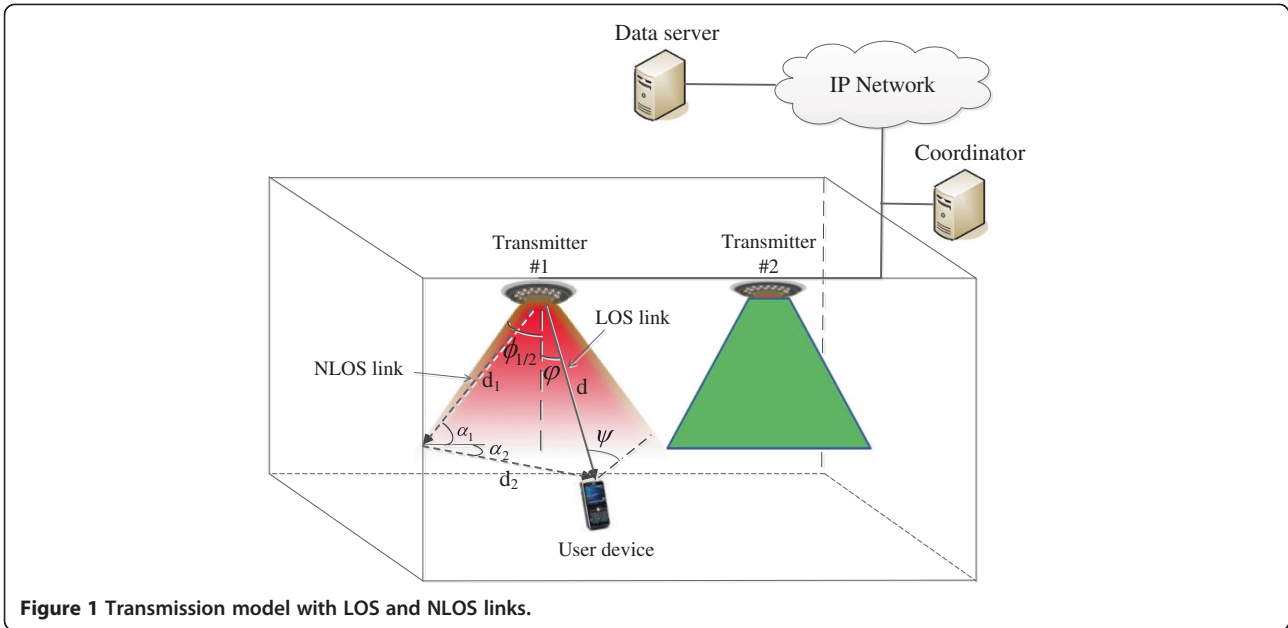 Data server
IP Network
Coordinator
Transmitter
#1
Transmitter
#2
LOS link
NLOS link
ϕ1/2
φ
d
d1
α1
α2
ψ
d2
User device
Figure 1 Transmission model with LOS and NLOS links.